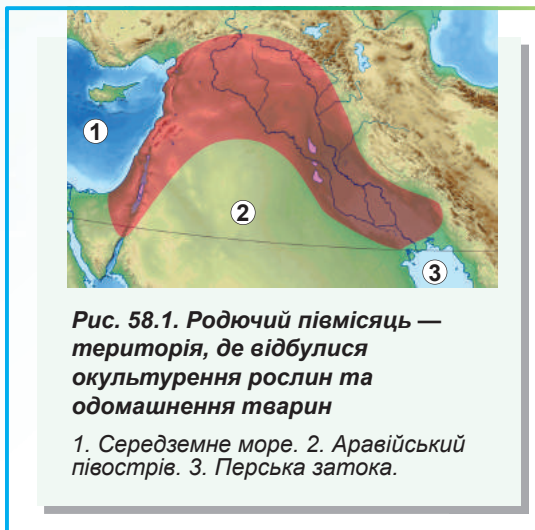 1
2
3
Рис. 58.1. Родючий півмісяць —
територія, де відбулися
окультурення рослин та
одомашнення тварин
1. Середземне море. 2. Аравійський
півострів. 3. Перська затока.